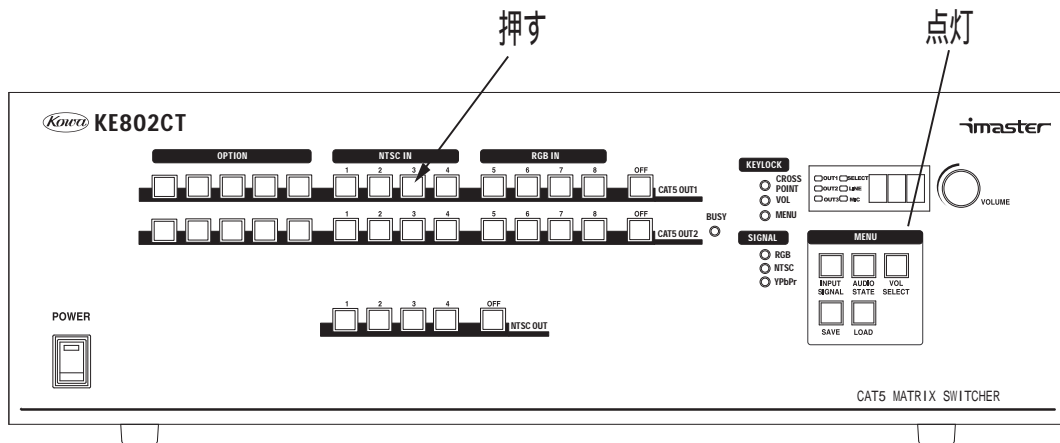 押す
点灯
Kowa KE802CT
imaster
OPTION
NTSC IN
RGB IN
1 2 3 4 5 6 7 8 OFF
CAT5 OUT1
1 2 3 4 5 6 7 8 OFF
CAT5 OUT2
BUSY
1 2 3 4 OFF
NTSC OUT
POWER
KEYLOCK
CROSS
POINT
VOL
MENU
SIGNAL
RGB
NTSC
YPbPr
OUT1 SELECT
OUT2 LINE
OUT3 MIC
VOLUME
MENU
INPUT
SIGNAL
AUDIO
STATE
VOL
SELECT
SAVE
LOAD
CAT5 MATRIX SWITCHER